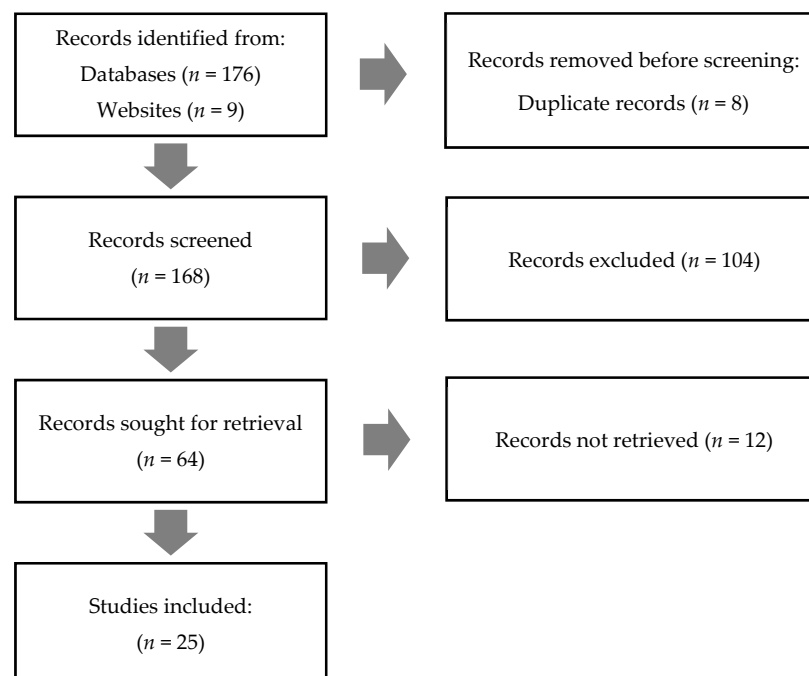 Records identified from:
Databases (n = 176)
Websites (n = 9)
Records removed before screening:
Duplicate records (n = 8)
Records screened
(n = 168)
Records excluded (n = 104)
Records sought for retrieval
(n = 64)
Records not retrieved (n = 12)
Studies included:
(n = 25)